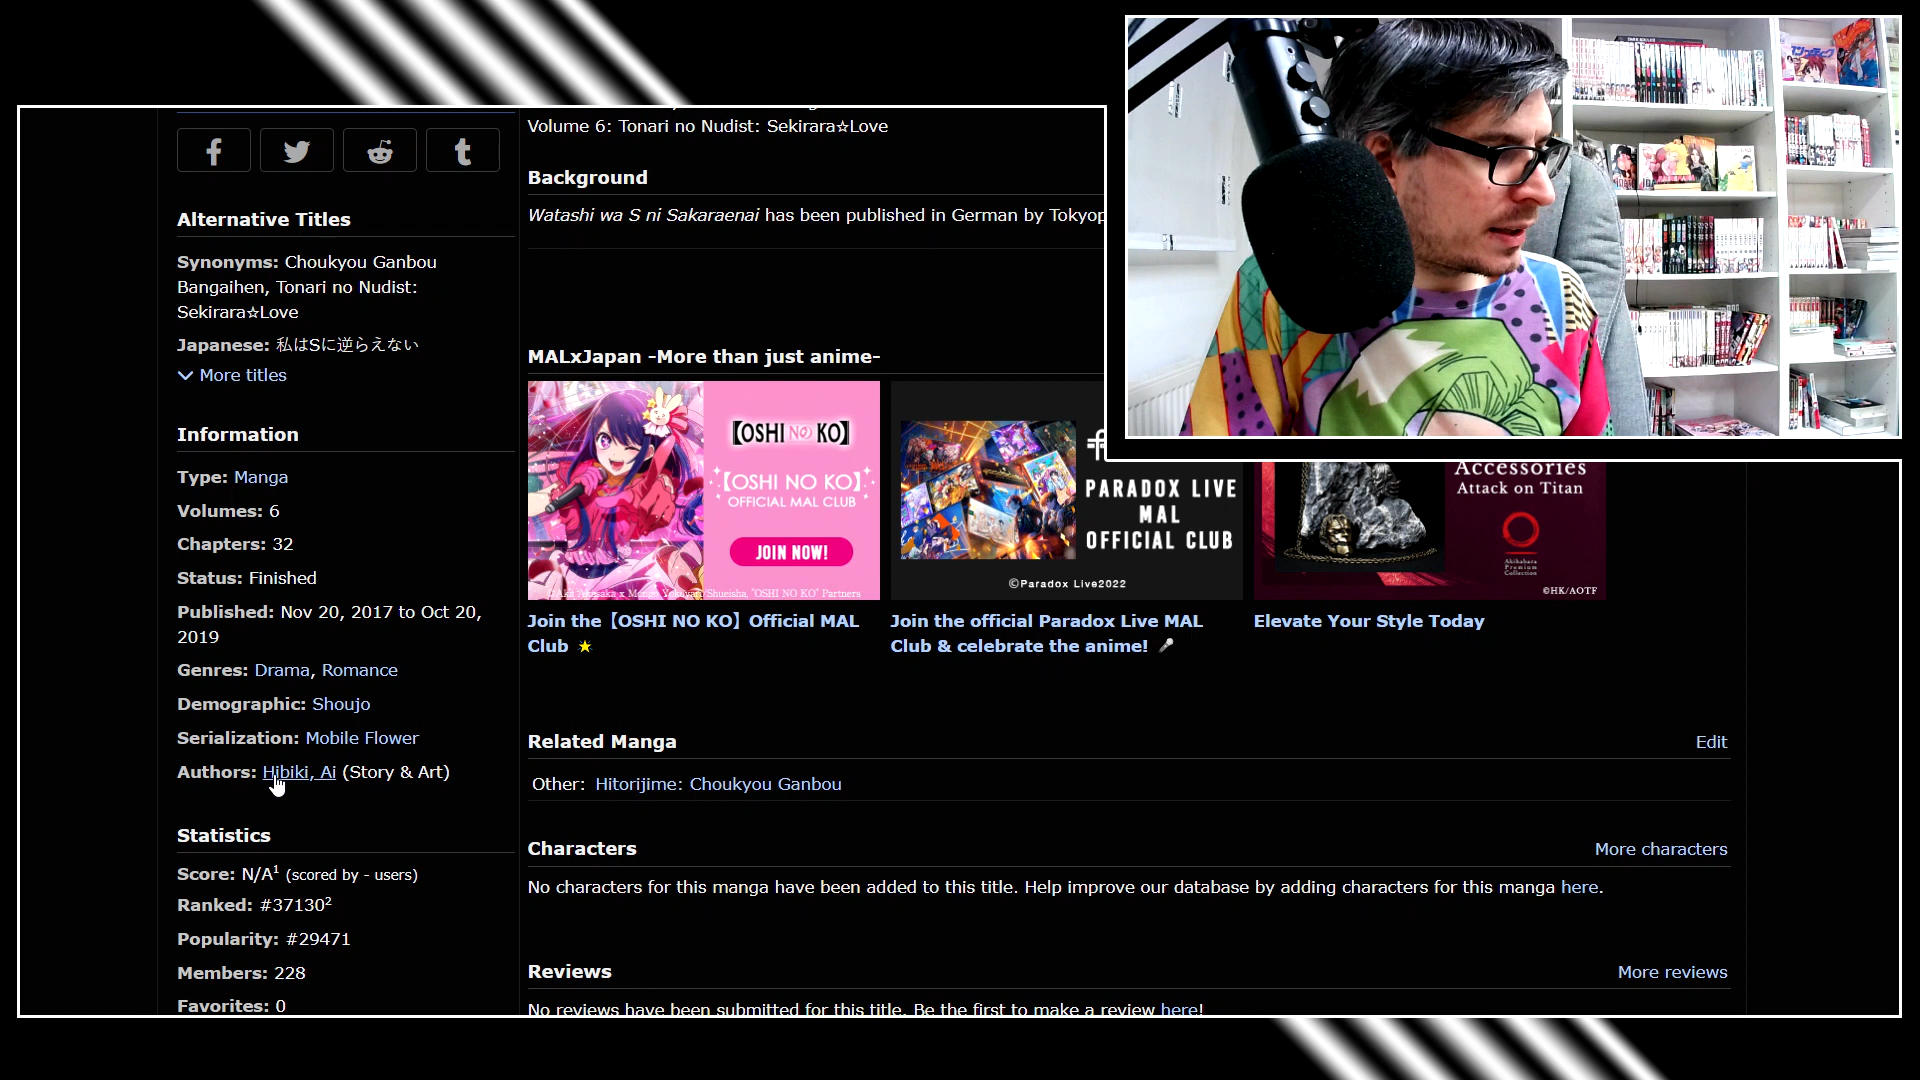 Volume 6: Tonari no Nudist: Sekirara☆Love
Background
Watashi wa S ni Sakaraenai has been published in German by Tokyop
Alternative Titles
Synonyms: Choukyou Ganbou
Bangaihen, Tonari no Nudist:
Sekirara☆Love
Japanese: 私はSに逆らえない
More titles
Information
Type: Manga
Volumes: 6
Chapters: 32
Status: Finished
Published: Nov 20, 2017 to Oct 20,
2019
Genres: Drama, Romance
Demographic: Shoujo
Serialization: Mobile Flower
Authors: Hibiki, Ai (Story & Art)
Statistics
Score: N/A¹ (scored by - users)
Ranked: #37130²
Popularity: #29471
Members: 228
Favorites: 0
MALxJapan -More than just anime-
【OSHI NO KO】
【OSHI NO KO】
OFFICIAL MAL CLUB
JOIN NOW!
Join the【OSHI NO KO】Official MAL
Club
PARADOX LIVE
MAL
OFFICIAL CLUB
©Paradox Live2022
Join the official Paradox Live MAL
Club & celebrate the anime!
Accessories
Attack on Titan
Akihabara
Premium
Collection
©HK/AOTF
Elevate Your Style Today
Related Manga
Edit
Other: Hitorijime: Choukyou Ganbou
Characters
More characters
No characters for this manga have been added to this title. Help improve our database by adding characters for this manga here.
Reviews
More reviews
No reviews have been submitted for this title. Be the first to make a review here!